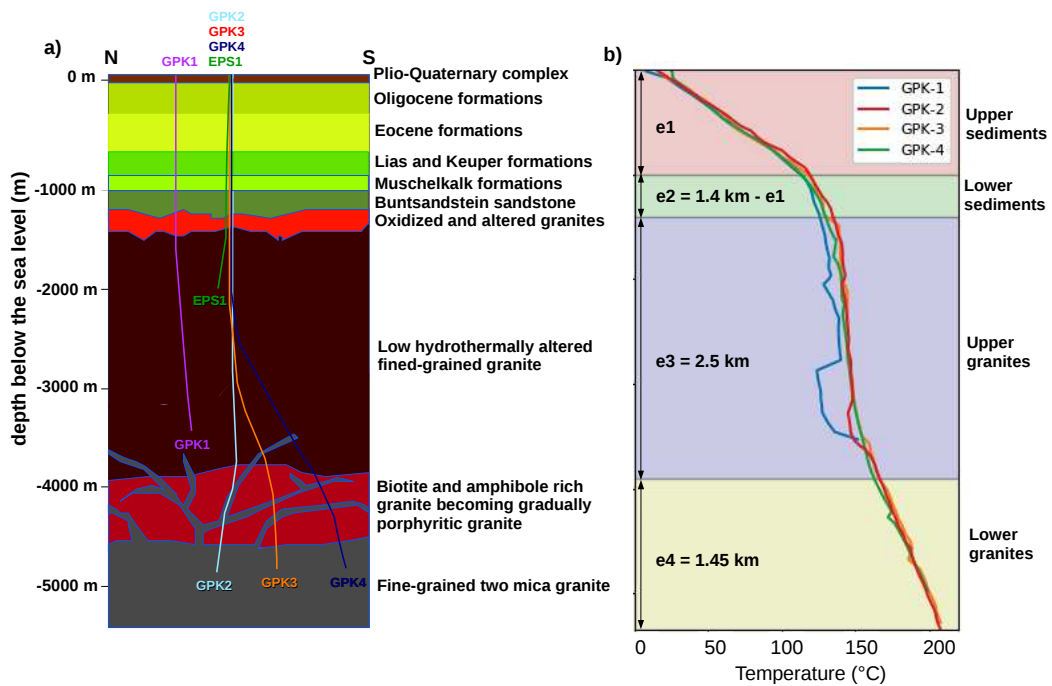 a)
N
S
GPK2
GPK3
GPK4
EPS1
GPK1
depth below the sea level (m)
0 m
-1000 m
-2000 m
-3000 m
-4000 m
-5000 m
EPS1
GPK1
GPK2
GPK3
GPK4
Plio-Quaternary complex
Oligocene formations
Eocene formations
Lias and Keuper formations
Muschelkalk formations
Buntsandstein sandstone
Oxidized and altered granites
Low hydrothermally altered
fined-grained granite
Biotite and amphibole rich
granite becoming gradually
porphyritic granite
Fine-grained two mica granite
b)
GPK-1
GPK-2
GPK-3
GPK-4
e1
e2 = 1.4 km - e1
e3 = 2.5 km
e4 = 1.45 km
Upper
sediments
Lower
sediments
Upper
granites
Lower
granites
0
50
100
150
200
Temperature (°C)